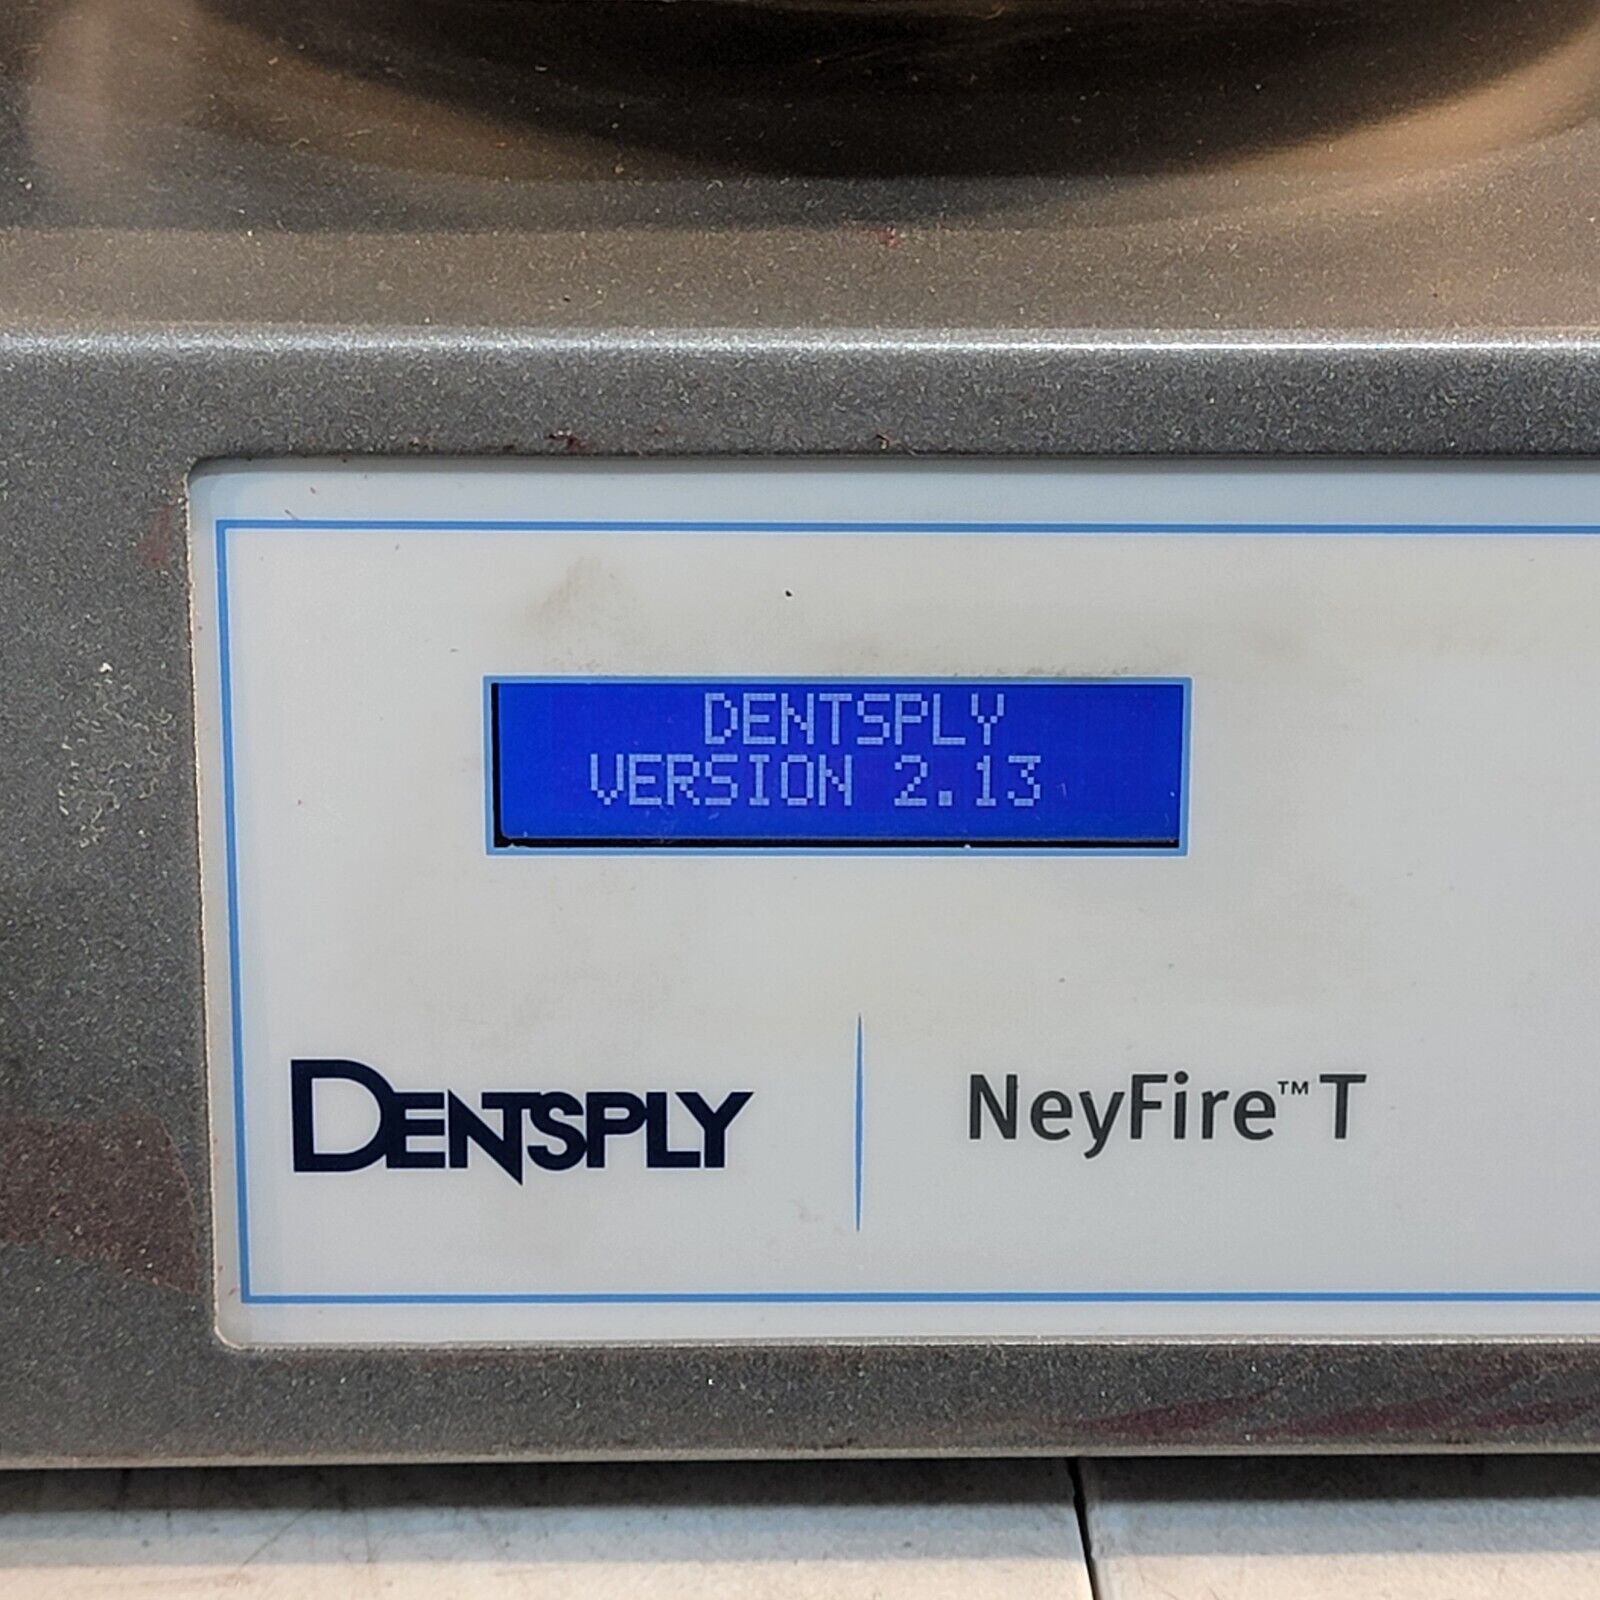 DENTSPLY
VERSION 2.13
DENTSPLY
NeyFire™ T